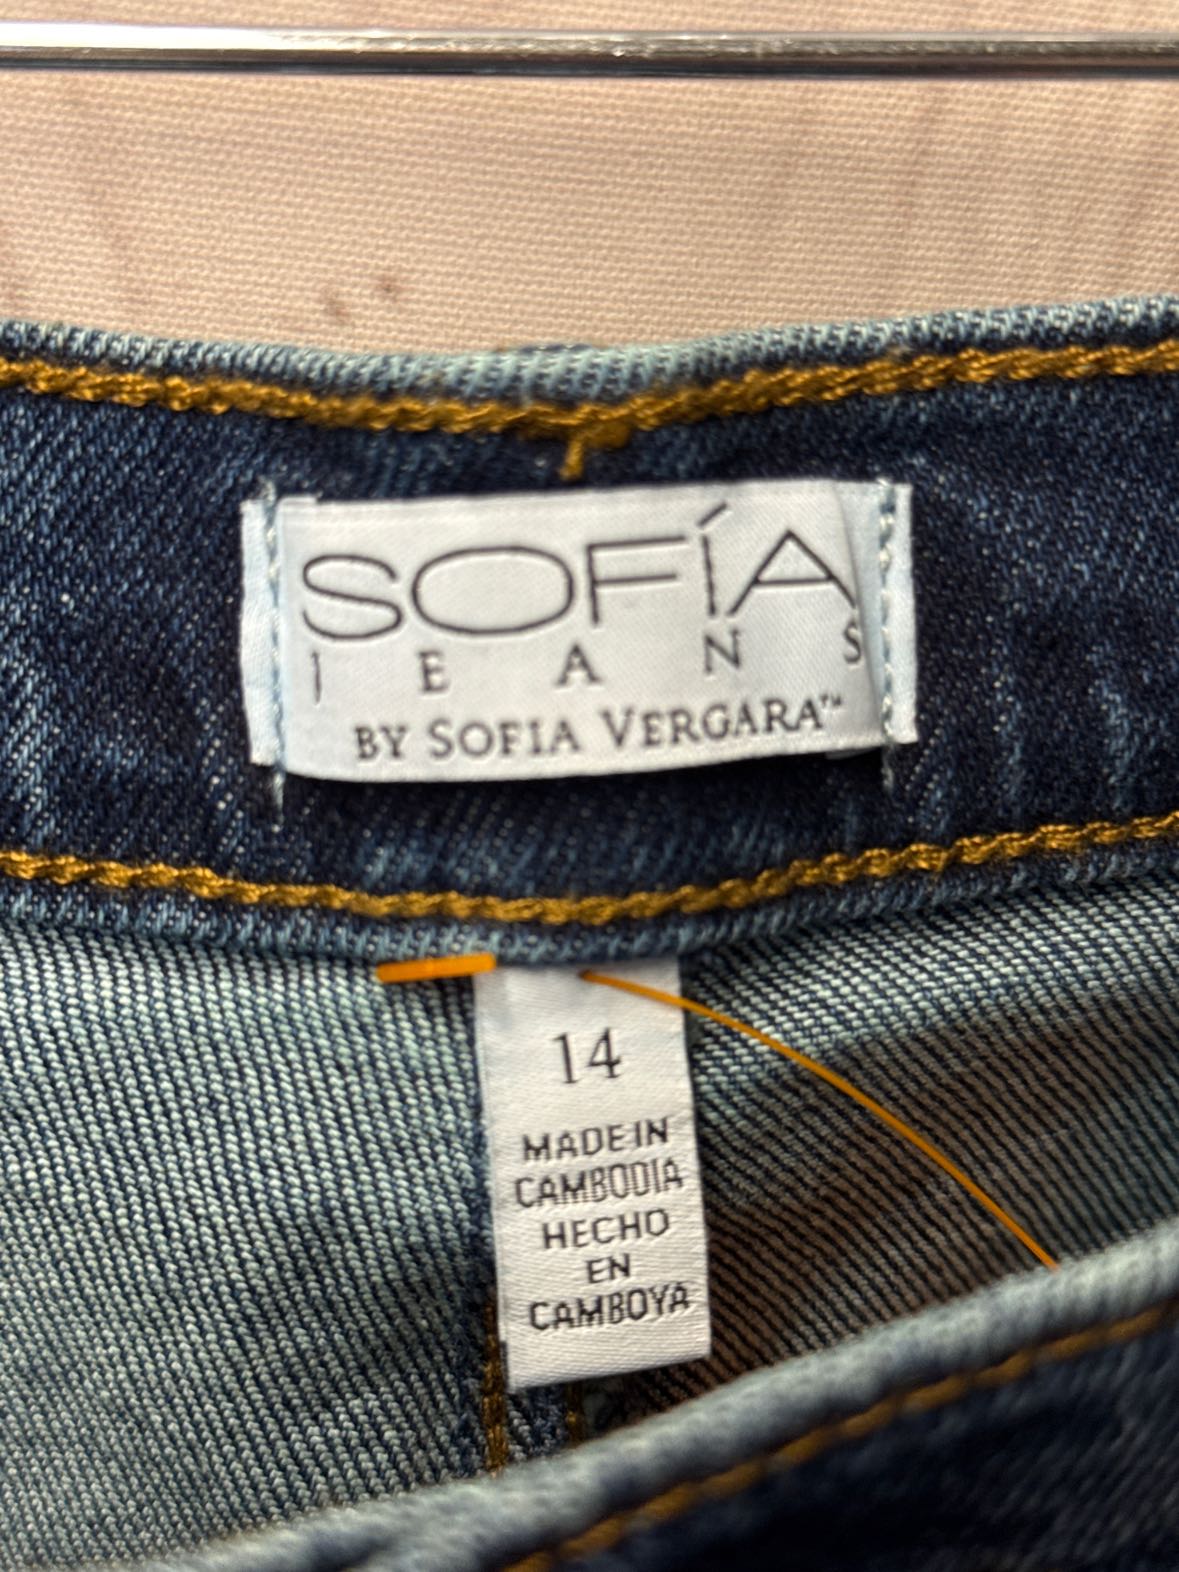 SOFÍA
JEANS
BY SOFIA VERGARA™
14
MADE IN
CAMBODIA
HECHO
EN
CAMBOYA